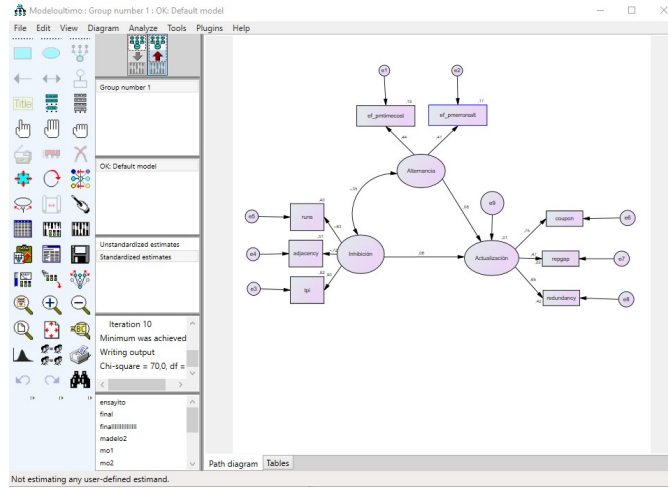 Modeloultimo : Group number 1 : OK: Default model
File Edit View Diagram Analyze Tools Plugins Help
Title
Group number 1
OK: Default model
Unstandardized estimates
Standardized estimates
Iteration 10
Minimum was achieved
Writing output
Chi-square = 70,0, df =
ensayito
final
madelo2
mo1
mo2
e1
e2
ef_pmtimecost
ef_pmerrorsalt
Alternancia
e9
e5
runs
coupon
e6
e4
adjacency
Inhibición
,08
Actualización
repgap
e7
e3
tpi
redundancy
e8
Path diagram Tables
Not estimating any user-defined estimand.